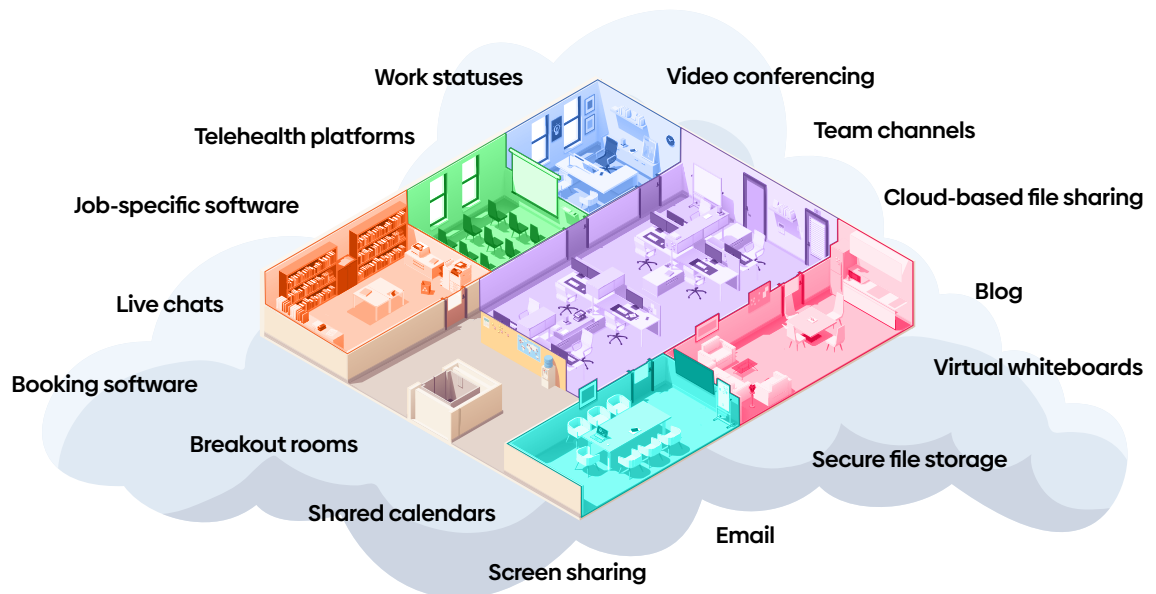 Work statuses
Video conferencing
Telehealth platforms
Team channels
Job-specific software
Cloud-based file sharing
Live chats
Blog
Booking software
Virtual whiteboards
Breakout rooms
Secure file storage
Shared calendars
Email
Screen sharing